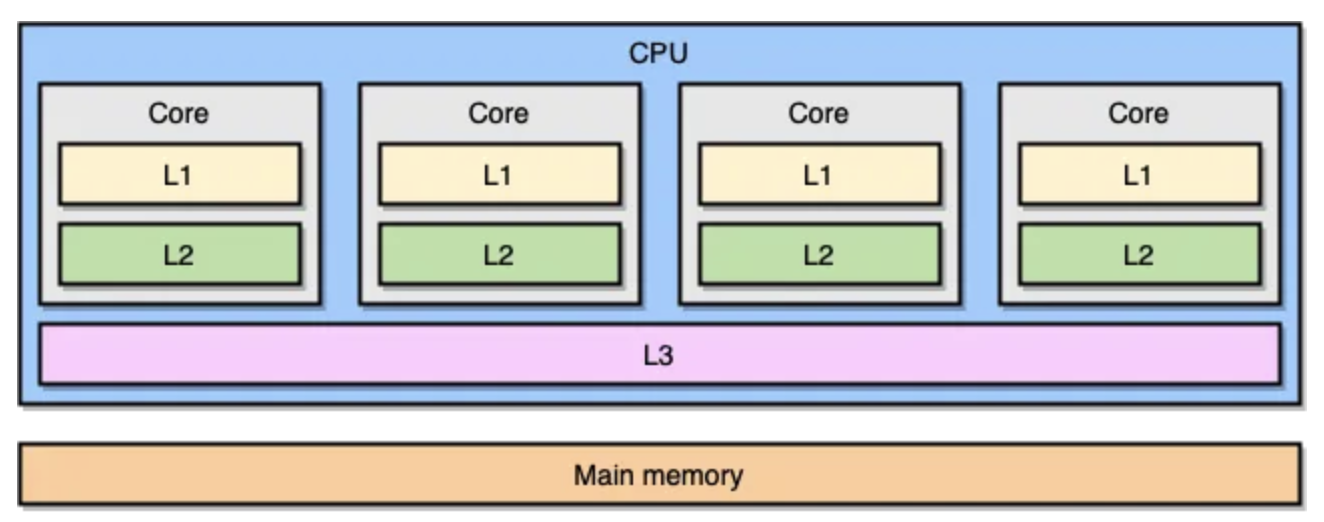 CPU
Core Core Core Core
L1 L1 L1 L1
L2 L2 L2 L2
L3
Main memory